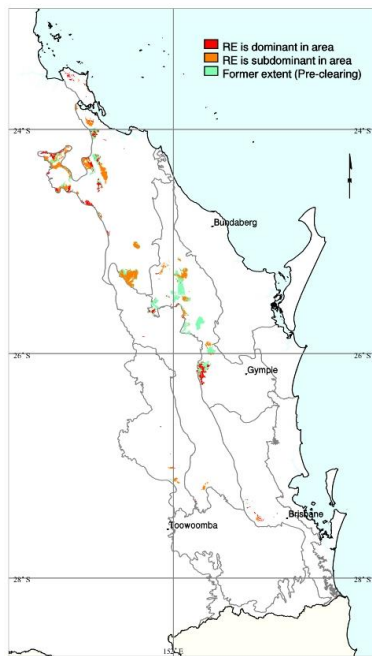 RE is dominant in area
RE is subdominant in area
Former extent (Pre-clearing)
24°S
24°S
Bundaberg
26°S
26°S
Gympie
Brisbane
Toowoomba
28°S
28°S